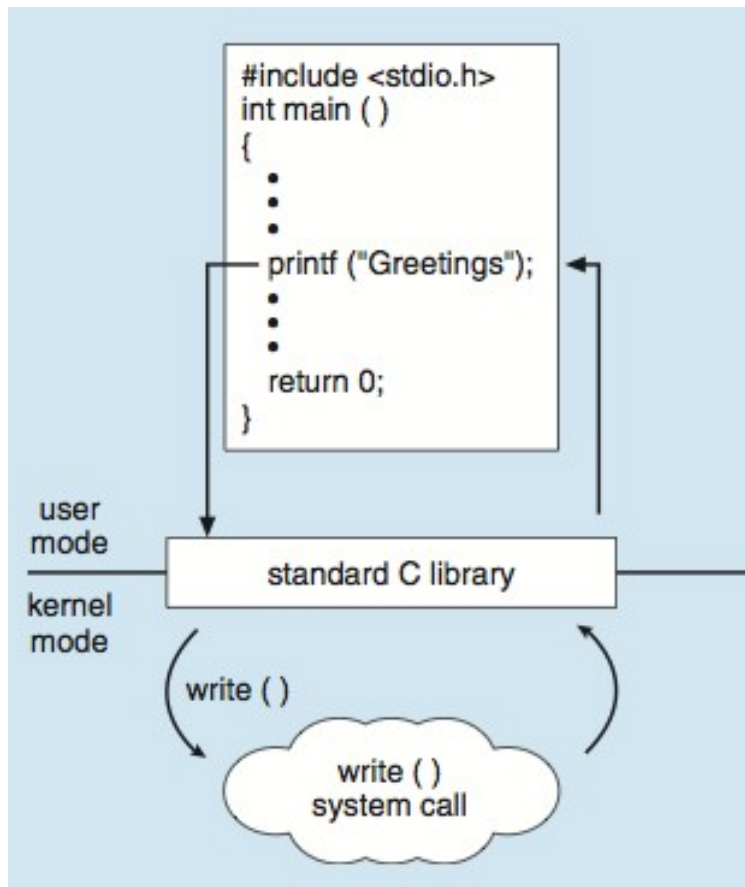 #include <stdio.h>
int main ( )
{
•
•
•
printf ("Greetings");
•
•
•
return 0;
}
user
mode
standard C library
kernel
mode
write ( )
write ( )
system call